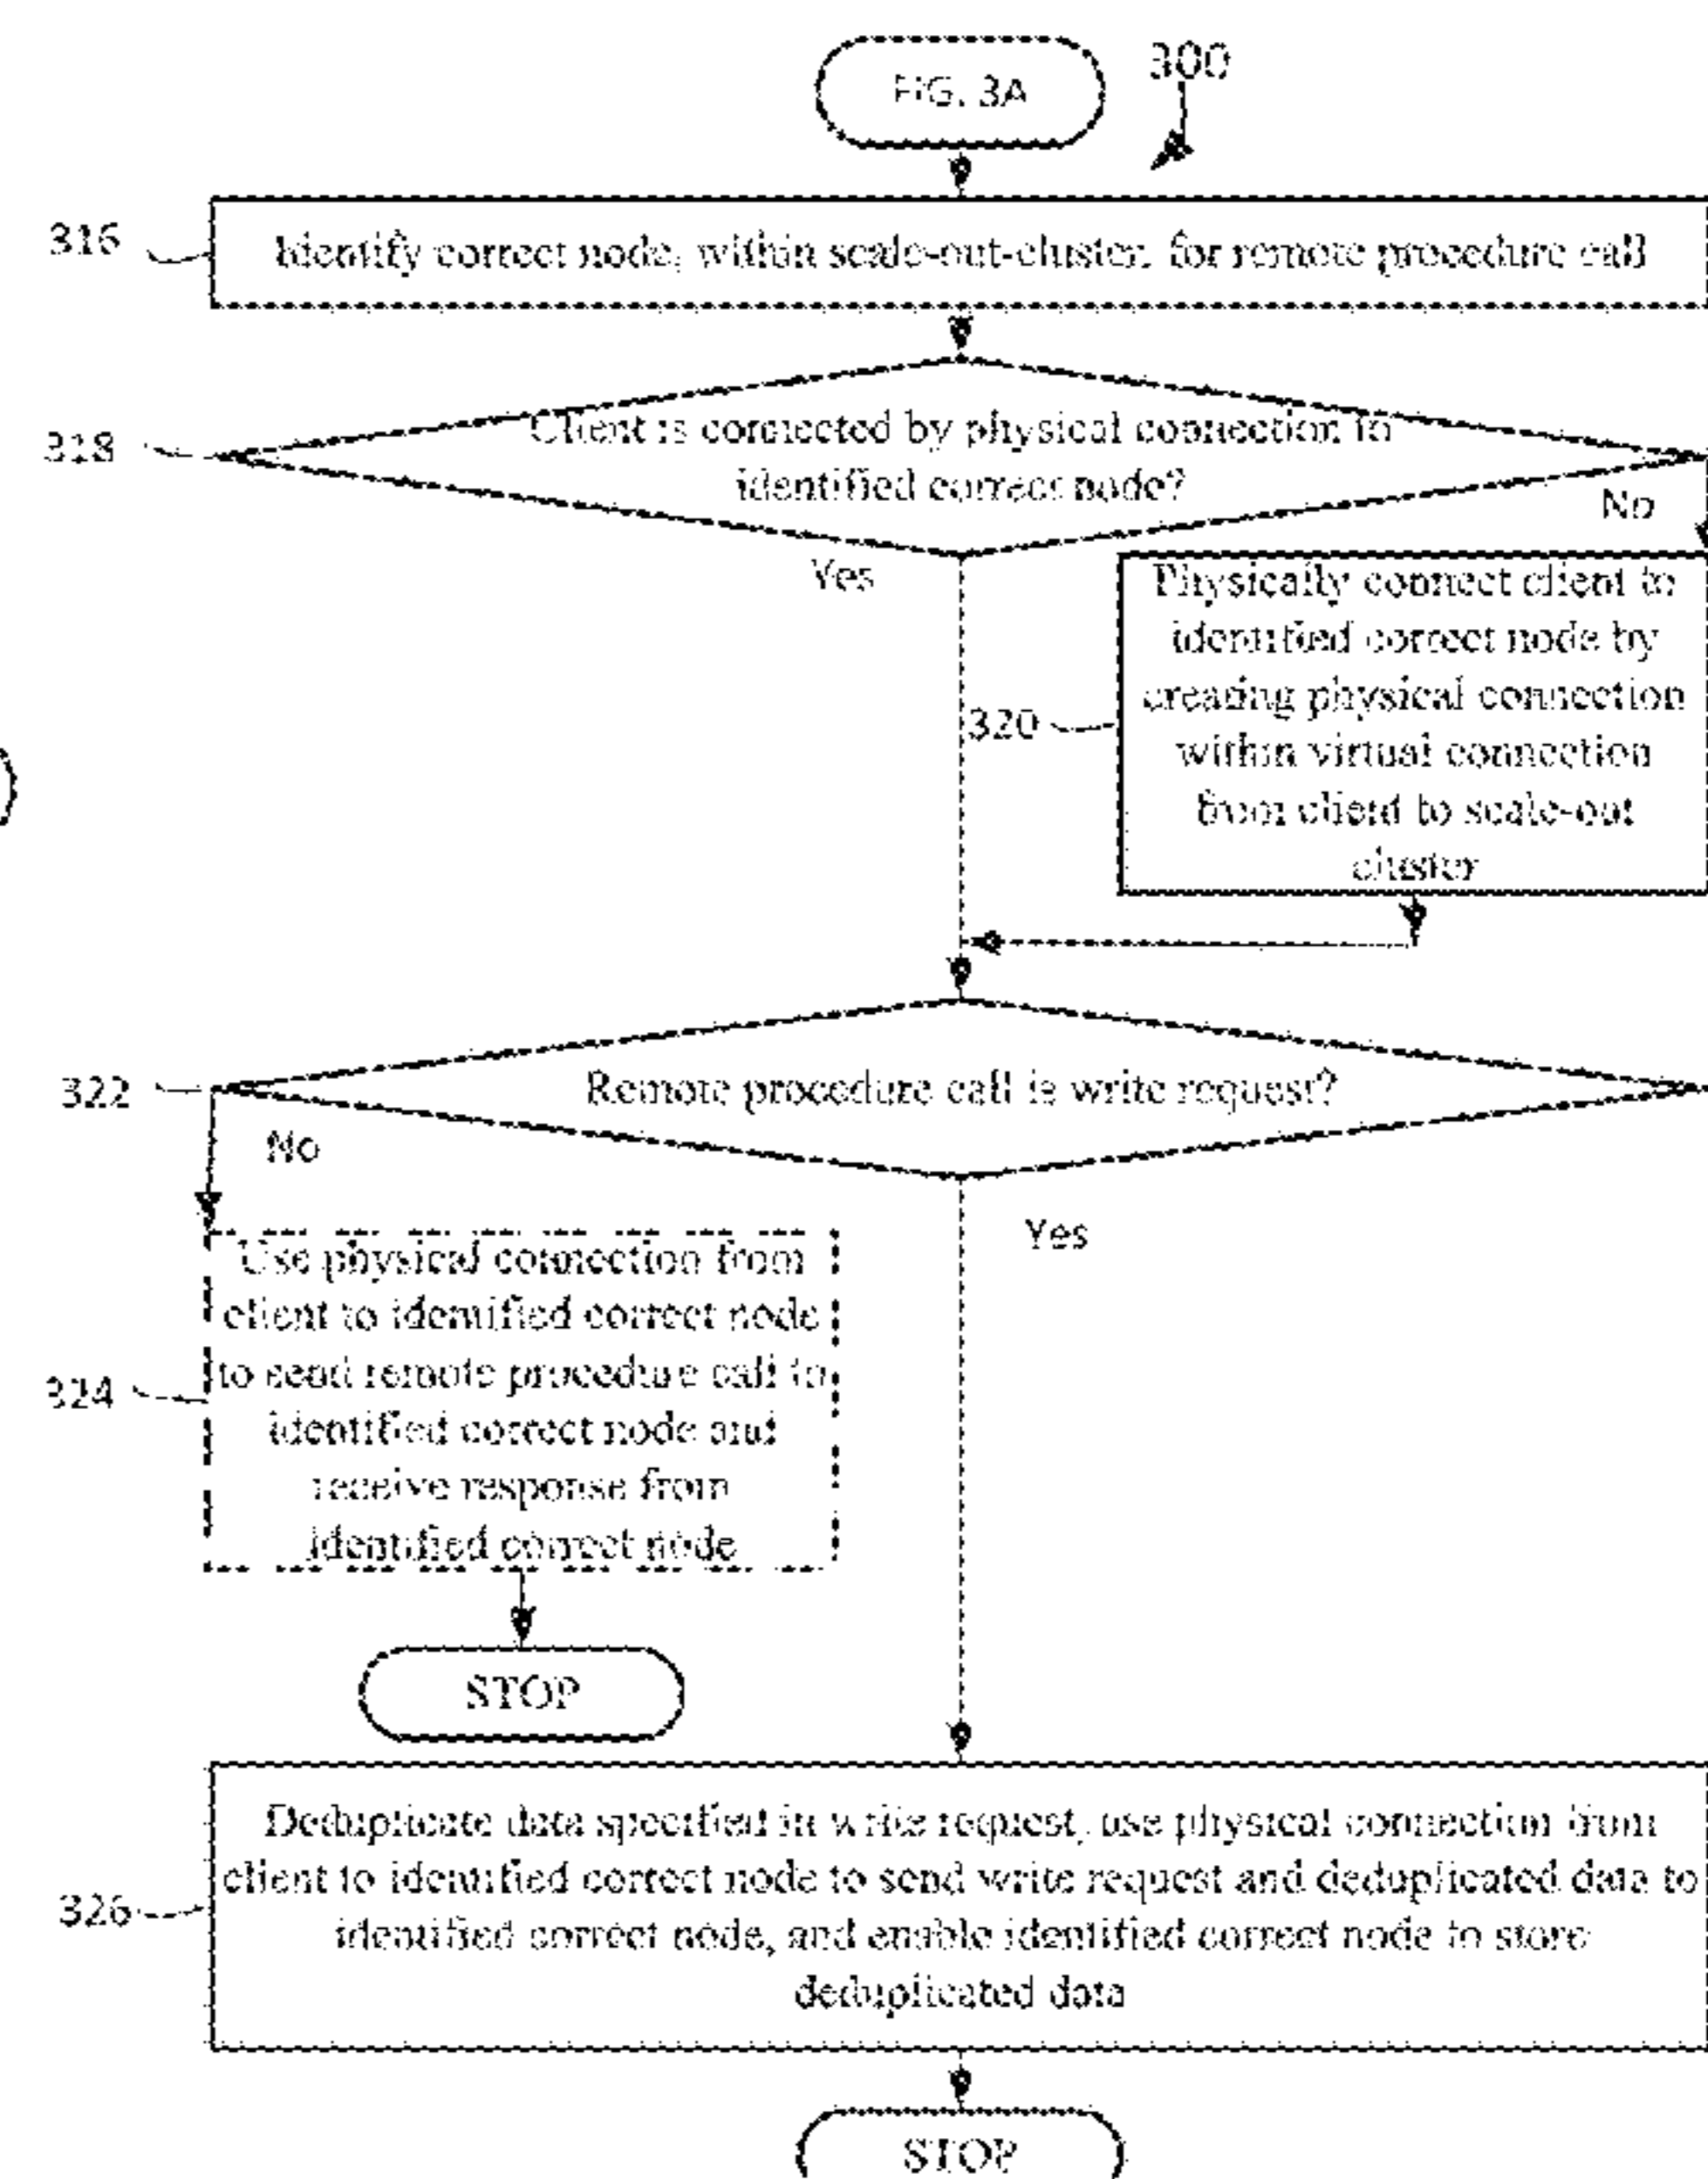 FIG. 3A
300
316
Identify correct node, within scale-out-cluster, for remote procedure call
318
Client is connected by physical connection to
identified correct node?
No
Yes
Physically connect client to
identified correct node by
creating physical connection
within virtual connection
from client to scale-out
cluster
320
322
Remote procedure call is write request?
No
Yes
Use physical connection from
client to identified correct node
to send remote procedure call to
identified correct node and
receive response from
identified correct node
324
STOP
Deduplicate data specified in write request, use physical connection from
client to identified correct node to send write request and deduplicated data to
identified correct node, and enable identified correct node to store
deduplicated data
326
STOP